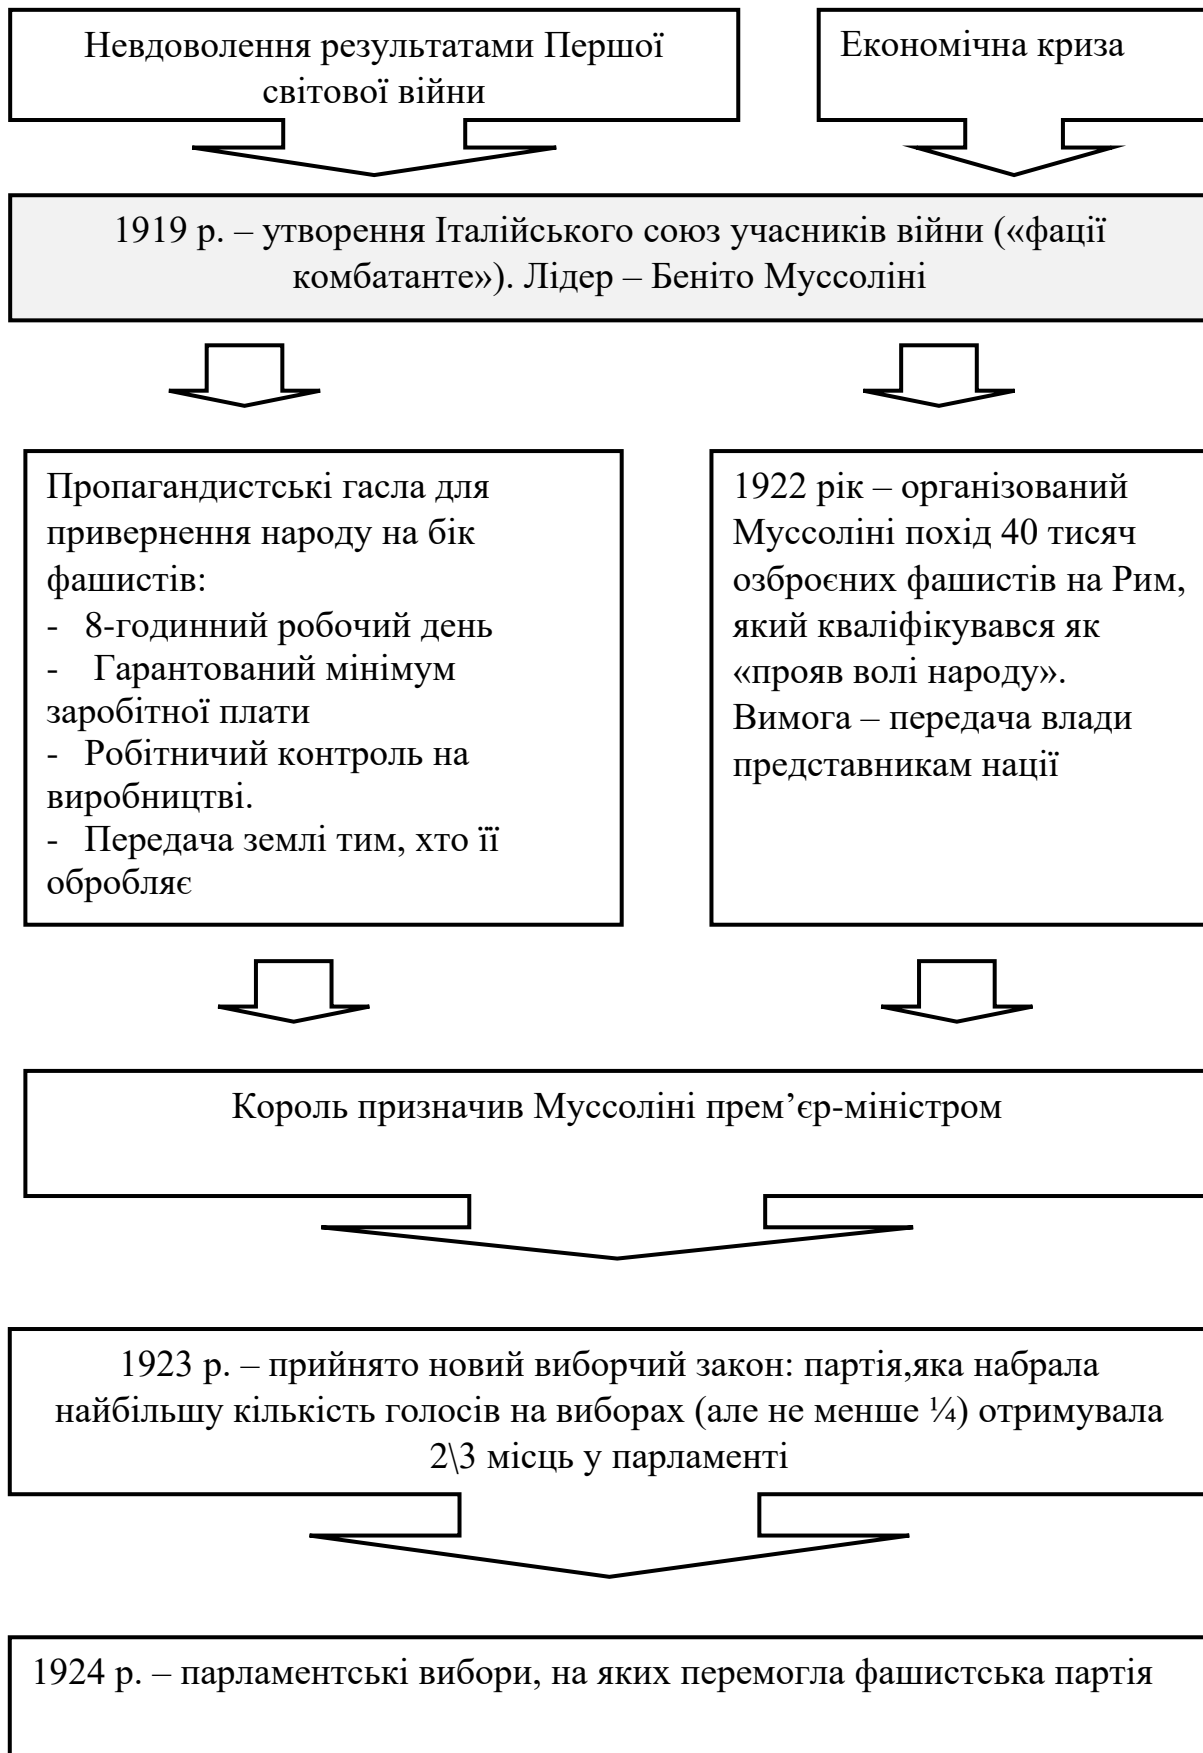 Невдоволення результатами Першої
світової війни
Економічна криза
1919 р. – утворення Італійського союз учасників війни («фації
комбатанте»). Лідер – Беніто Муссоліні
Пропагандистські гасла для
привернення народу на бік
фашистів:
- 8-годинний робочий день
- Гарантований мінімум
заробітної плати
- Робітничий контроль на
виробництві.
- Передача землі тим, хто її
обробляє
1922 рік – організований
Муссоліні похід 40 тисяч
озброєних фашистів на Рим,
який кваліфікувався як
«прояв волі народу».
Вимога – передача влади
представникам нації
Король призначив Муссоліні прем’єр-міністром
1923 р. – прийнято новий виборчий закон: партія,яка набрала
найбільшу кількість голосів на виборах (але не менше ¼) отримувала
2\3 місць у парламенті
1924 р. – парламентські вибори, на яких перемогла фашистська партія